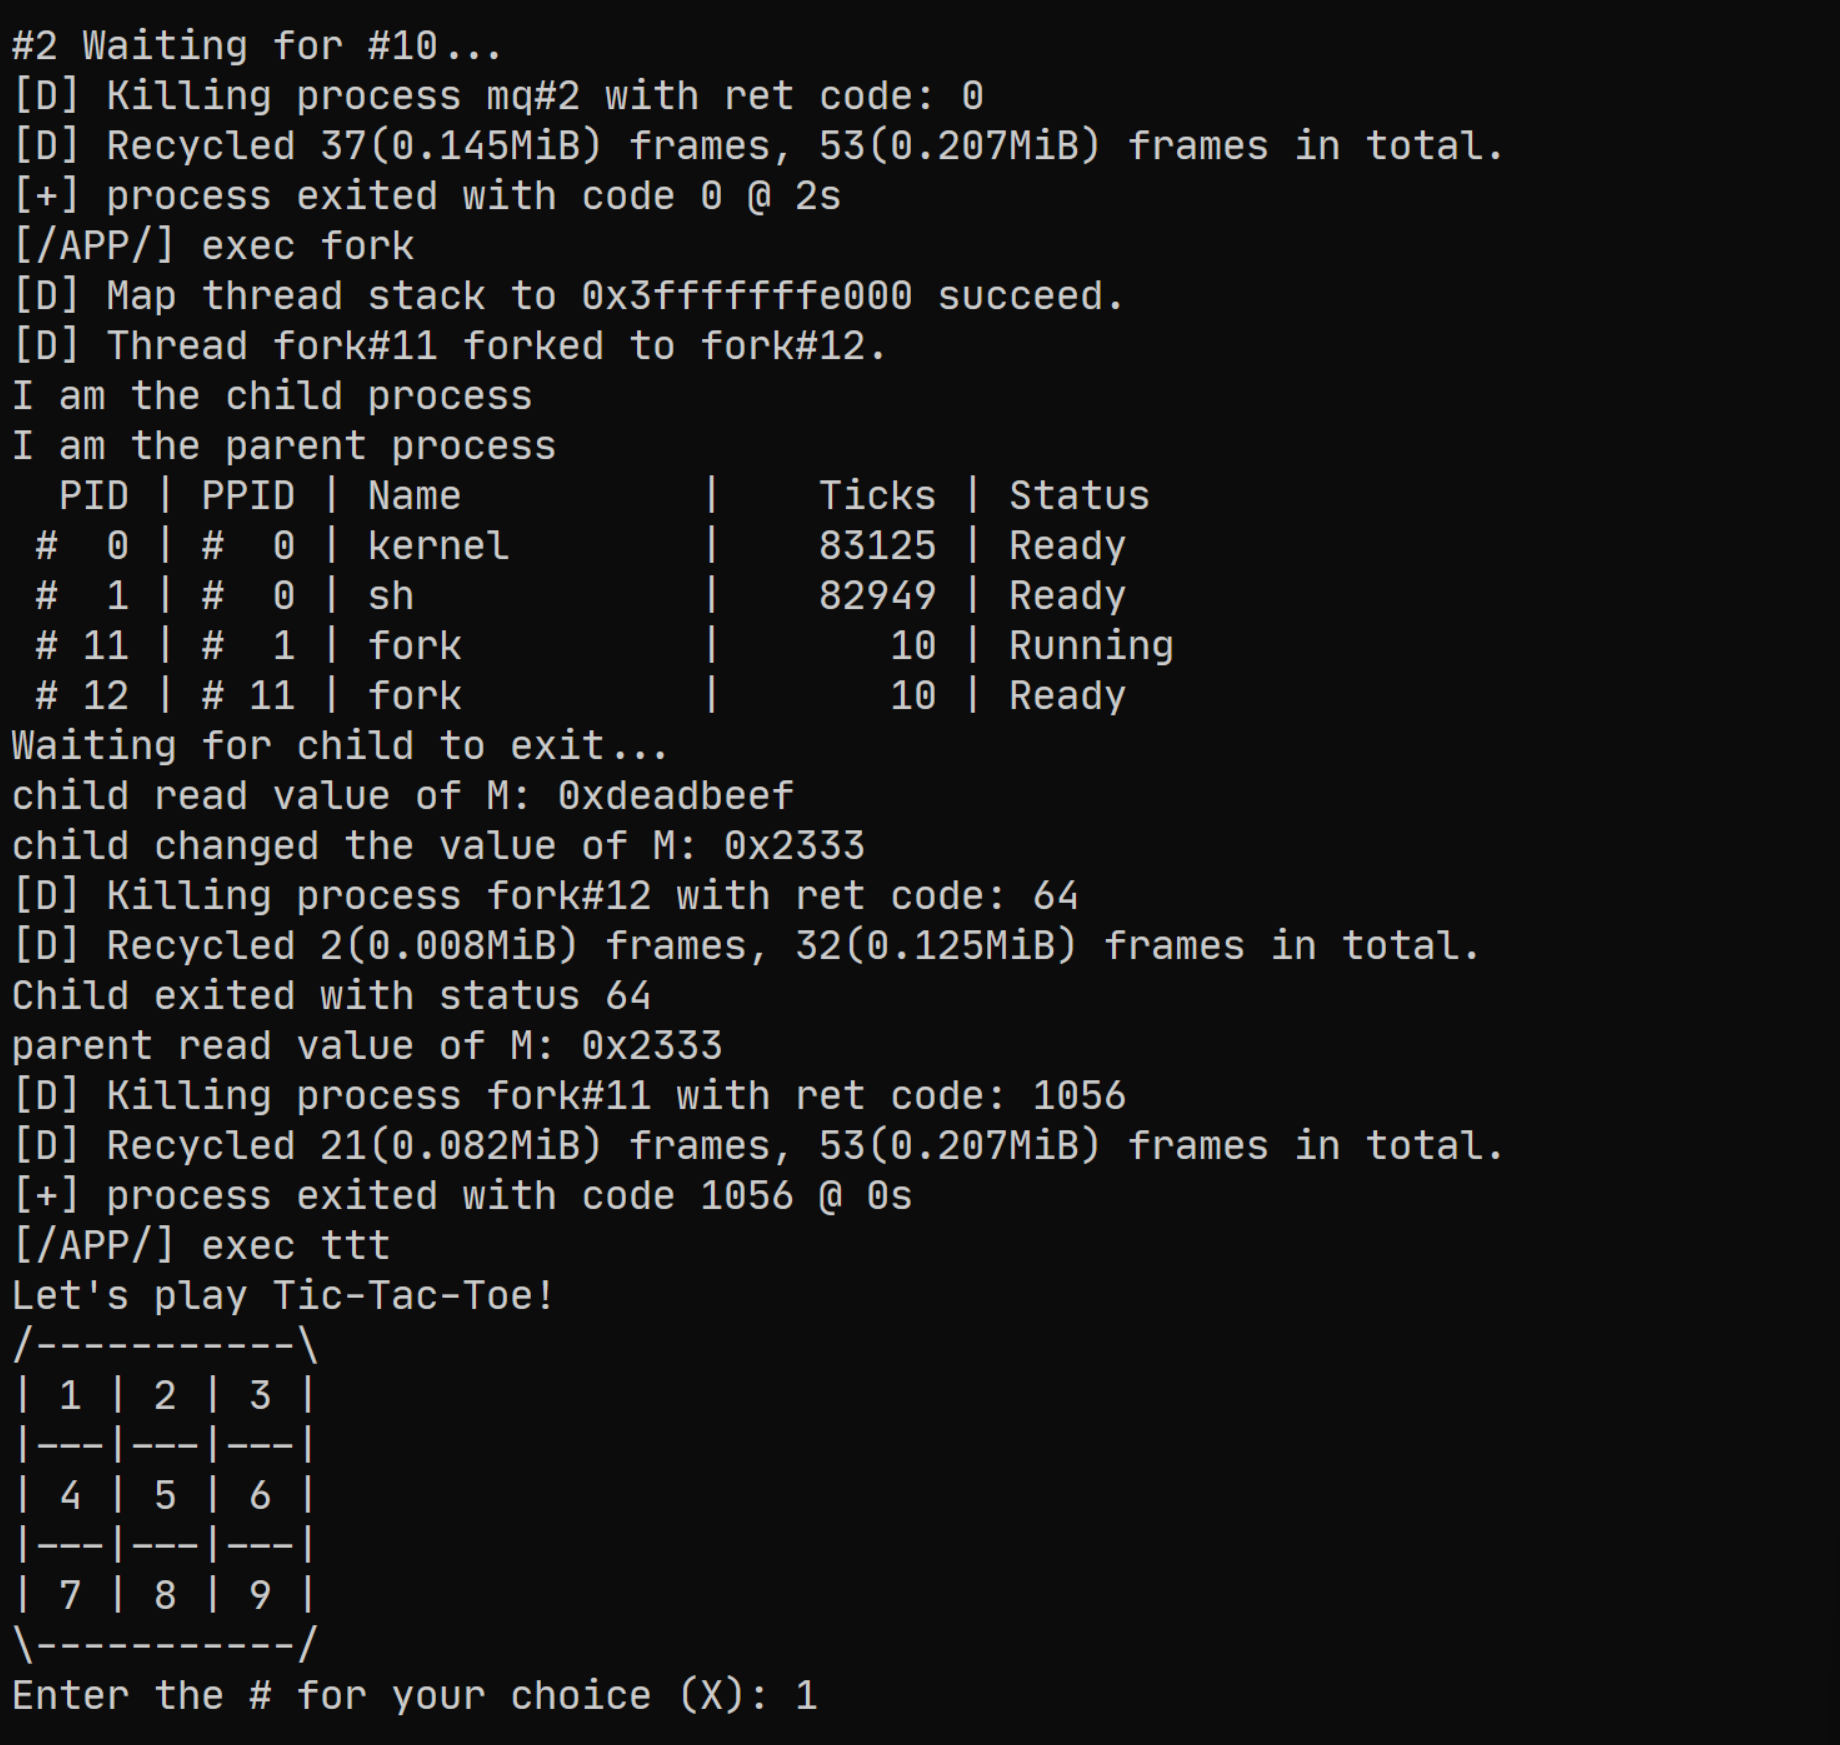 #2 Waiting for #10...
[D] Killing process mq#2 with ret code: 0
[D] Recycled 37(0.145MiB) frames, 53(0.207MiB) frames in total.
[+] process exited with code 0 @ 2s
[/APP/] exec fork
[D] Map thread stack to 0x3fffffffe000 succeed.
[D] Thread fork#11 forked to fork#12.
I am the child process
I am the parent process
  PID | PPID | Name          |    Ticks | Status
 #  0 | #  0 | kernel        |    83125 | Ready
 #  1 | #  0 | sh            |    82949 | Ready
 # 11 | #  1 | fork          |       10 | Running
 # 12 | # 11 | fork          |       10 | Ready
Waiting for child to exit...
child read value of M: 0xdeadbeef
child changed the value of M: 0x2333
[D] Killing process fork#12 with ret code: 64
[D] Recycled 2(0.008MiB) frames, 32(0.125MiB) frames in total.
Child exited with status 64
parent read value of M: 0x2333
[D] Killing process fork#11 with ret code: 1056
[D] Recycled 21(0.082MiB) frames, 53(0.207MiB) frames in total.
[+] process exited with code 1056 @ 0s
[/APP/] exec ttt
Let's play Tic-Tac-Toe!
/-----------\
| 1 | 2 | 3 |
|---|---|---|
| 4 | 5 | 6 |
|---|---|---|
| 7 | 8 | 9 |
\-----------/
Enter the # for your choice (X): 1